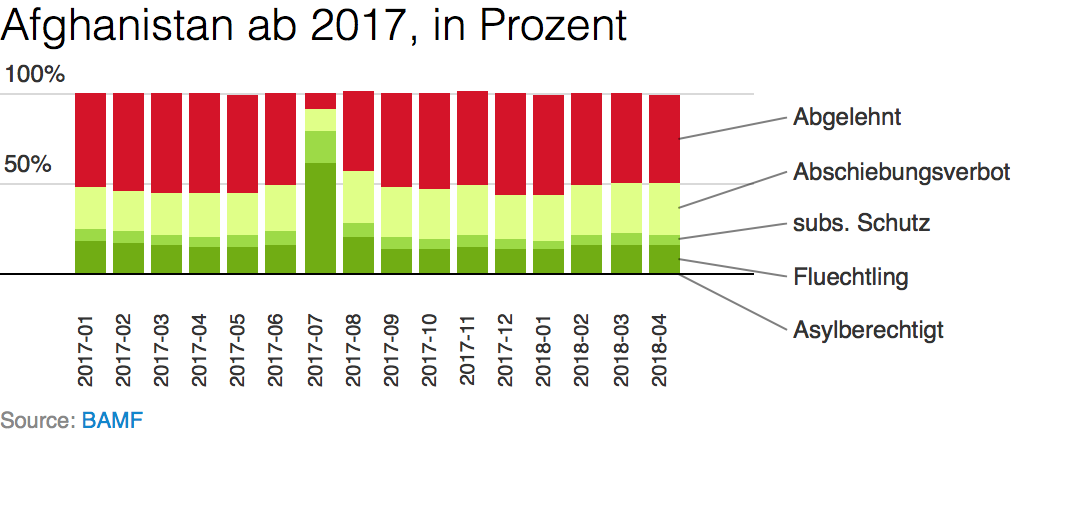 Afghanistan ab 2017, in Prozent
100%
50%
Abgelehnt
Abschiebungsverbot
subs. Schutz
Fluechtling
Asylberechtigt
2017-01
2017-02
2017-03
2017-04
2017-05
2017-06
2017-07
2017-08
2017-09
2017-10
2017-11
2017-12
2018-01
2018-02
2018-03
2018-04
Source: BAMF